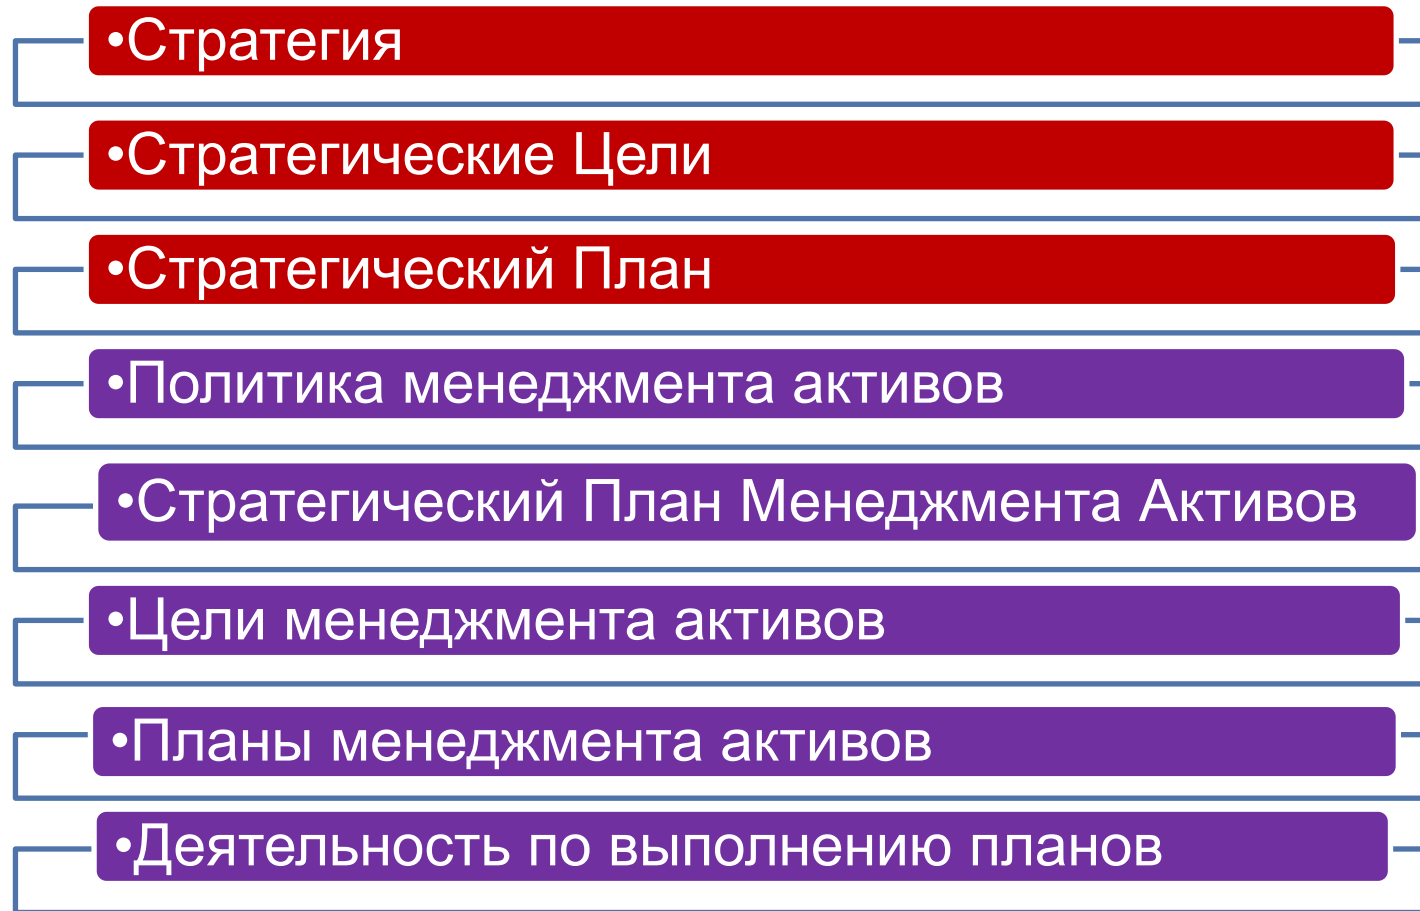 •Стратегия
•Стратегические Цели
•Стратегический План
•Политика менеджмента активов
•Стратегический План Менеджмента Активов
•Цели менеджмента активов
•Планы менеджмента активов
•Деятельность по выполнению планов